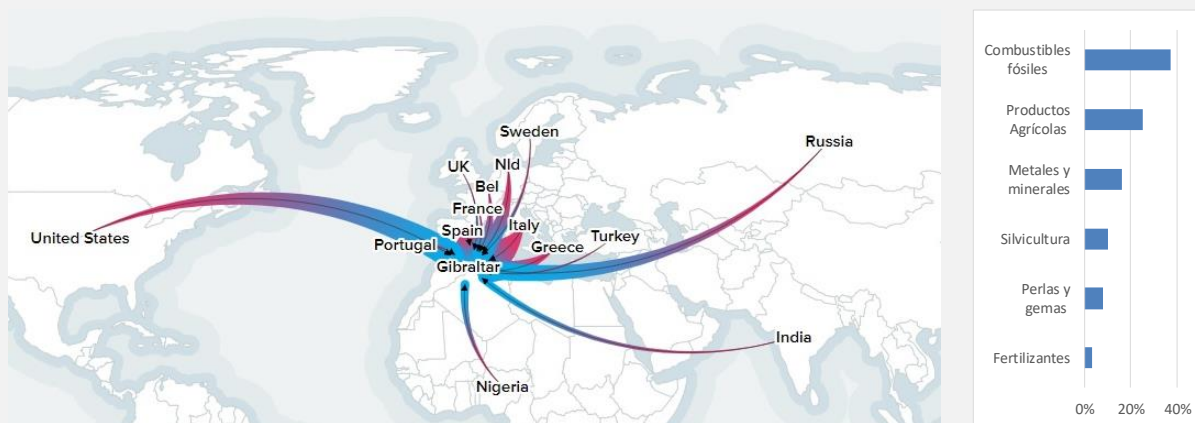 Sweden
UK
Nld
Bel
France
Spain
Italy
Portugal
Greece
Turkey
Gibraltar
Russia
United States
India
Nigeria
Combustibles
fósiles
Productos
Agrícolas
Metales y
minerales
Silvicultura
Perlas y
gemas
Fertilizantes
0% 20% 40%